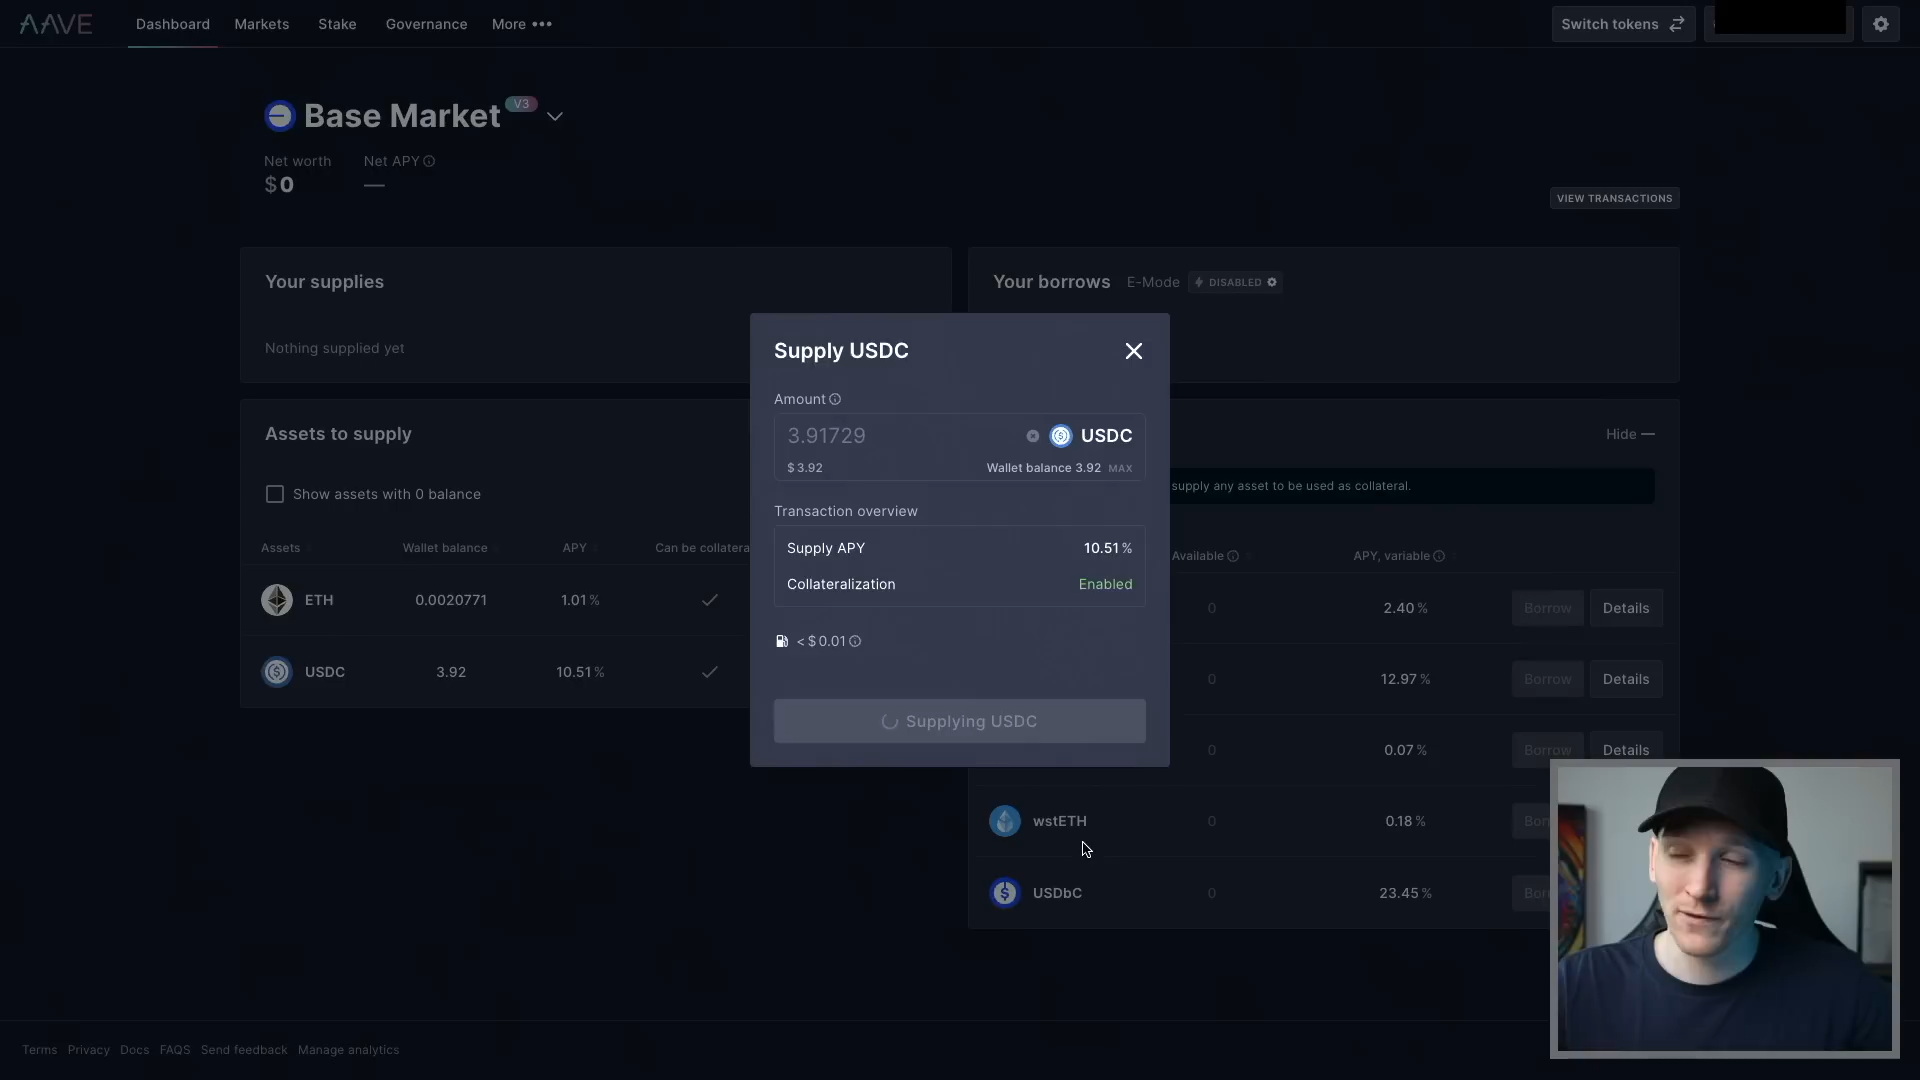 AAVE
Dashboard
Markets
Stake
Governance
More
Switch tokens
Base Market
V3
Net worth
Net APY
$ 0
—
VIEW TRANSACTIONS
Your supplies
Nothing supplied yet
Your borrows
E-Mode
DISABLED
Supply USDC
Amount
3.91729
USDC
$ 3.92
Wallet balance 3.92 MAX
Transaction overview
Supply APY
10.51 %
Collateralization
Enabled
< $ 0.01
Supplying USDC
Assets to supply
Show assets with 0 balance
Assets
Wallet balance
APY
Can be collatera
ETH
0.0020771
1.01 %
USDC
3.92
10.51 %
Hide —
supply any asset to be used as collateral.
Available
APY, variable
0
2.40 %
Borrow
Details
0
12.97 %
Borrow
Details
0
0.07 %
Borrow
Details
wstETH
0
0.18 %
Bor
USDbC
0
23.45 %
Bor
Terms
Privacy
Docs
FAQS
Send feedback
Manage analytics